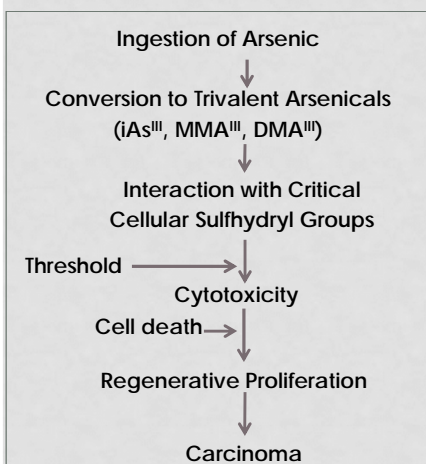 Ingestion of Arsenic
Conversion to Trivalent Arsenicals
(iAsᴵᴵᴵ, MMAᴵᴵᴵ, DMAᴵᴵᴵ)
Interaction with Critical
Cellular Sulfhydryl Groups
Threshold
Cytotoxicity
Cell death
Regenerative Proliferation
Carcinoma